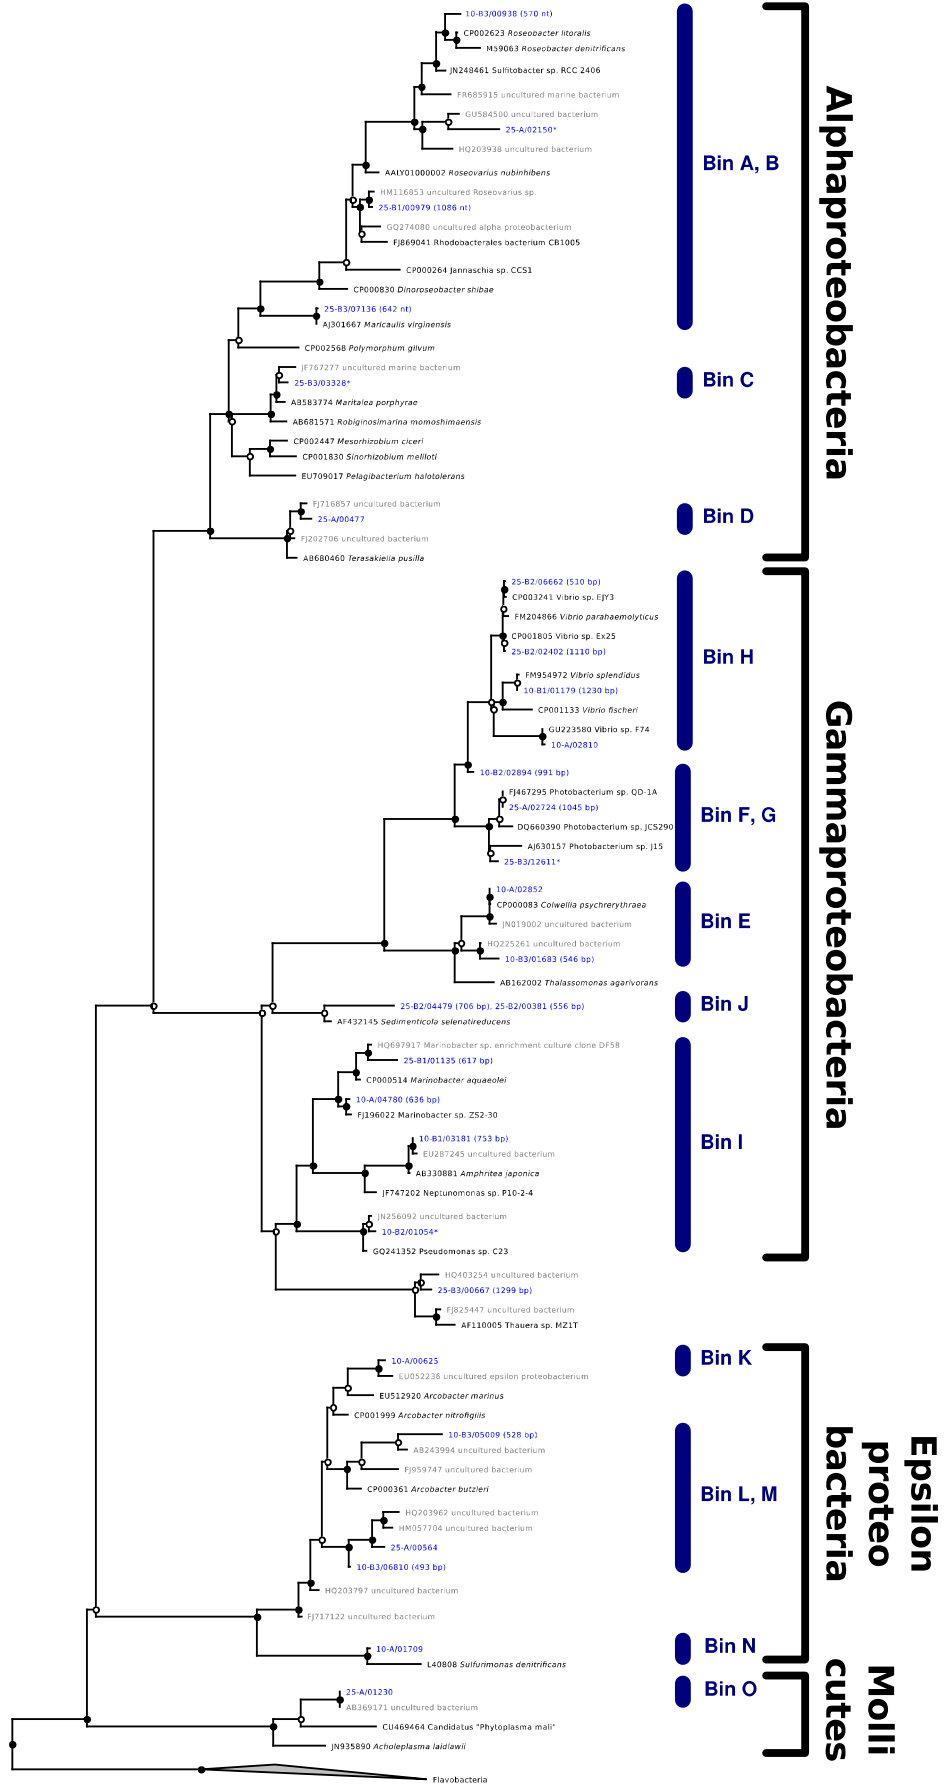 10-B3/00938 (570 nt)
CP002623 Roseobacter litoralis
M59063 Roseobacter denitrificans
JN248461 Sulfitobacter sp. RCC 2406
FR685915 uncultured marine bacterium
GU584500 uncultured bacterium
25-A/02150*
HQ203938 uncultured bacterium
Bin A, B
AALY01000002 Roseovarius nubinhibens
HM116853 uncultured Roseovarius sp.
25-B1/00979 (1086 nt)
GQ274080 uncultured alpha proteobacterium
FJ869041 Rhodobacterales bacterium CB1005
CP000264 Jannaschia sp. CCS1
CP000830 Dinoroseobacter shibae
25-B3/07136 (642 nt)
AJ301667 Maricaulis virginensis
CP002568 Polymorphum gilvum
JF767277 uncultured marine bacterium
25-B3/03328*
Bin C
AB583774 Maritalea porphyrae
AB681571 Robiginosimarina momoshimaensis
CP002447 Mesorhizobium ciceri
CP001830 Sinorhizobium meliloti
EU709017 Pelagibacterium halotolerans
FJ716857 uncultured bacterium
25-A/00477
Bin D
FJ202706 uncultured bacterium
AB680460 Terasakiella pusilla
Alphaproteobacteria
25-B2/06662 (510 bp)
CP003241 Vibrio sp. EJY3
FM204866 Vibrio parahaemolyticus
CP001805 Vibrio sp. Ex25
25-B2/02402 (1110 bp)
Bin H
FM954972 Vibrio splendidus
10-B1/01179 (1230 bp)
CP001133 Vibrio fischeri
GU223580 Vibrio sp. F74
10-A/02810
10-B2/02894 (991 bp)
FJ467295 Photobacterium sp. QD-1A
25-A/02724 (1045 bp)
Bin F, G
DQ660390 Photobacterium sp. JCS290
AJ630157 Photobacterium sp. J15
25-B3/12611*
10-A/02852
CP000083 Colwellia psychrerythraea
Bin E
JN019002 uncultured bacterium
HQ225261 uncultured bacterium
10-B3/01683 (546 bp)
AB162002 Thalassomonas agarivorans
25-B2/04479 (706 bp), 25-B2/00381 (556 bp)
Bin J
AF432145 Sedimenticola selenatireducens
HQ697917 Marinobacter sp. enrichment culture clone DF58
25-B1/01135 (617 bp)
CP000514 Marinobacter aquaeolei
10-A/04780 (636 bp)
FJ196022 Marinobacter sp. ZS2-30
10-B1/03181 (753 bp)
Bin I
EU287245 uncultured bacterium
AB330881 Amphritea japonica
JF747202 Neptunomonas sp. P10-2-4
JN256092 uncultured bacterium
10-B2/01054*
GQ241352 Pseudomonas sp. C23
Gammaproteobacteria
HQ403254 uncultured bacterium
25-B3/00667 (1299 bp)
FJ825447 uncultured bacterium
AF110005 Thauera sp. MZ1T
10-A/00625
Bin K
EU052236 uncultured epsilon proteobacterium
EU512920 Arcobacter marinus
CP001999 Arcobacter nitrofigilis
10-B3/05009 (528 bp)
AB243994 uncultured bacterium
FJ959747 uncultured bacterium
CP000361 Arcobacter butzleri
Bin L, M
HQ203962 uncultured bacterium
HM057704 uncultured bacterium
25-A/00564
10-B3/06810 (493 bp)
HQ203797 uncultured bacterium
FJ717122 uncultured bacterium
10-A/01709
Bin N
L40808 Sulfurimonas denitrificans
Epsilon
proteo
bacteria
25-A/01230
Bin O
AB369171 uncultured bacterium
CU469464 Candidatus "Phytoplasma mali"
JN935890 Acholeplasma laidlawii
Molli
cutes
Flavobacteria